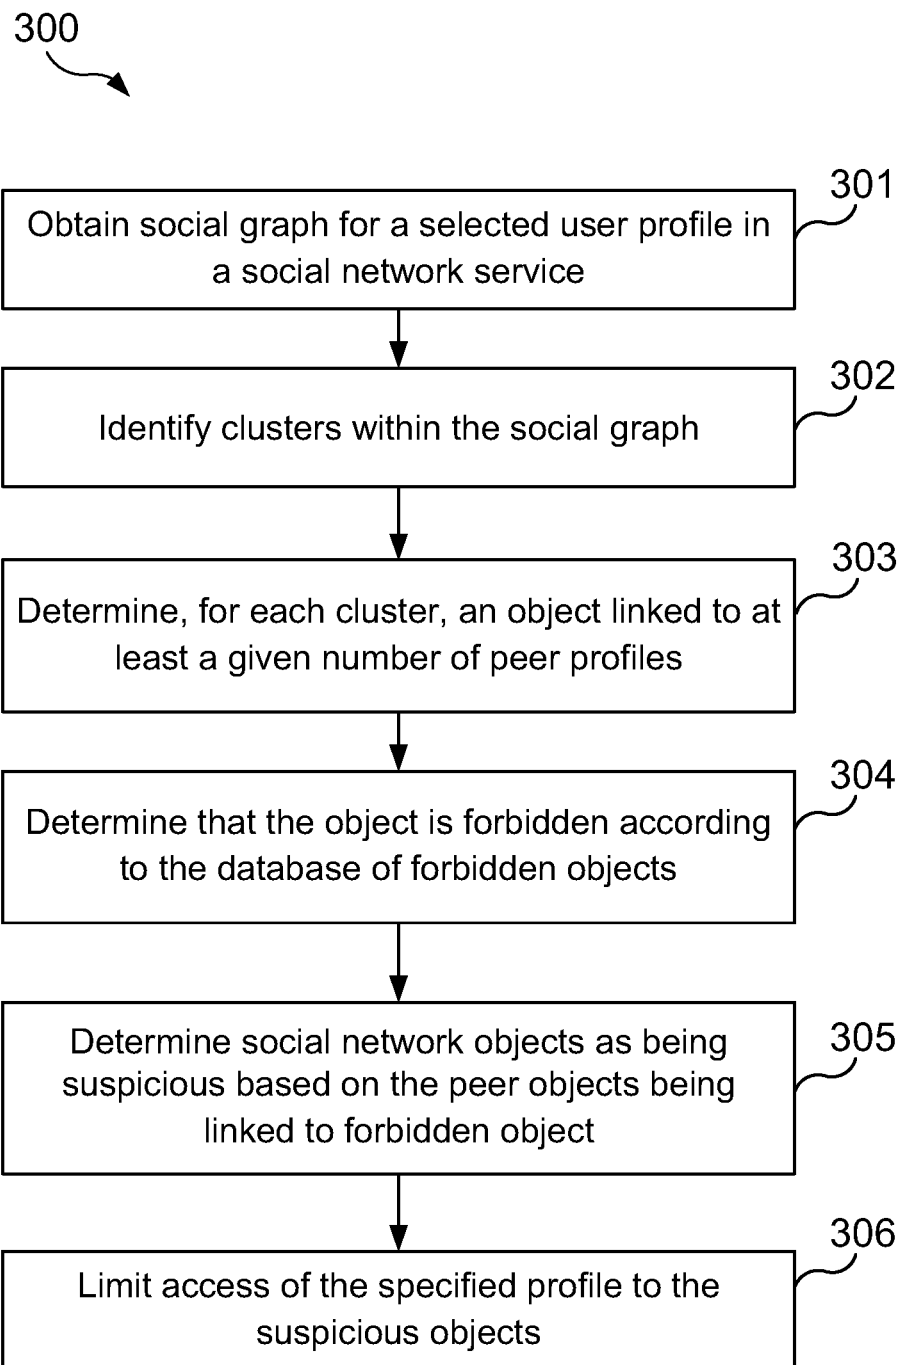 300
301
Obtain social graph for a selected user profile in
a social network service
302
Identify clusters within the social graph
303
Determine, for each cluster, an object linked to at
least a given number of peer profiles
304
Determine that the object is forbidden according
to the database of forbidden objects
305
Determine social network objects as being
suspicious based on the peer objects being
linked to forbidden object
306
Limit access of the specified profile to the
suspicious objects